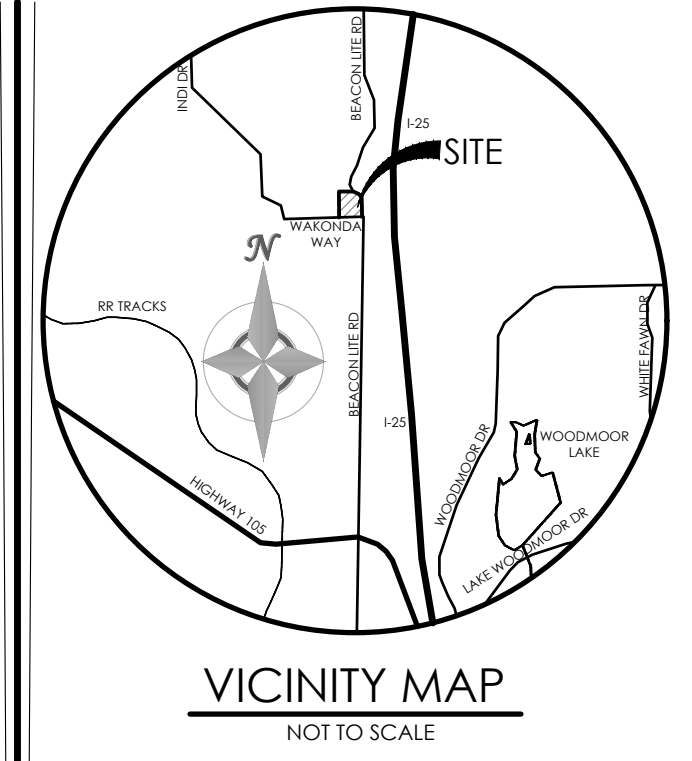 INDI DR
BEACON LITE RD
I-25
SITE
WAKONDA
WAY
N
RR TRACKS
BEACON LITE RD
WHITE FAWN DR
I-25
WOODMOOR DR
WOODMOOR
LAKE
HIGHWAY 105
LAKE WOODMOOR DR
VICINITY MAP
NOT TO SCALE